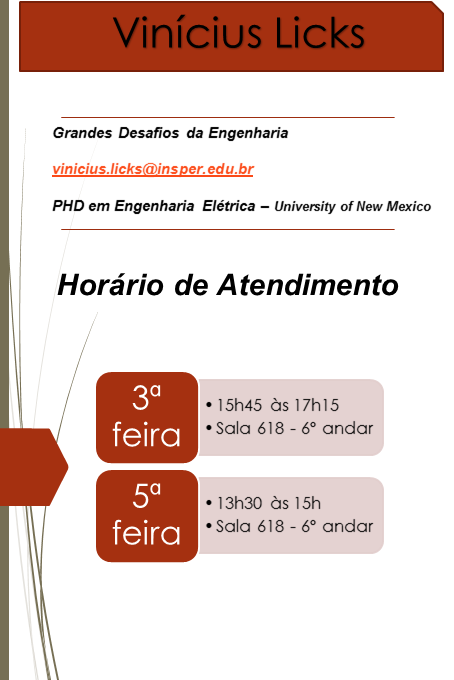 Vinícius Licks
Grandes Desafios da Engenharia
vinicius.licks@insper.edu.br
PHD em Engenharia Elétrica – University of New Mexico
Horário de Atendimento
3ª
feira
• 15h45 às 17h15
• Sala 618 - 6º andar
5ª
feira
• 13h30 às 15h
• Sala 618 - 6º andar